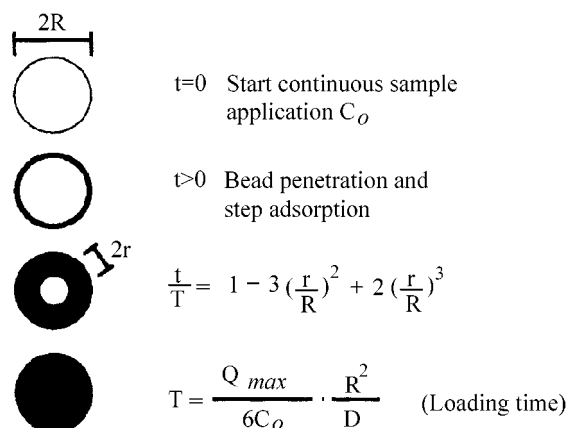 2R
t=0 Start continuous sample
application C_O
t>0 Bead penetration and
step adsorption
2r
t/T = 1 − 3 (r/R)^2 + 2 (r/R)^3
T = Q_max/6C_O · R^2/D (Loading time)